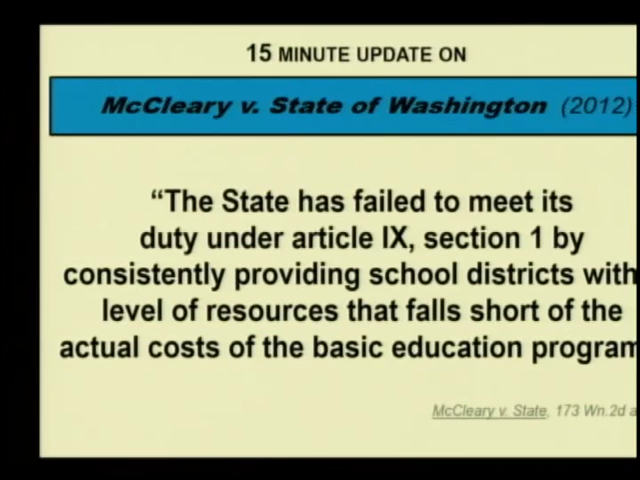 15 MINUTE UPDATE ON
McCleary v. State of Washington (2012)
“The State has failed to meet its
duty under article IX, section 1 by
consistently providing school districts with
level of resources that falls short of the
actual costs of the basic education program
McCleary v. State, 173 Wn.2d a